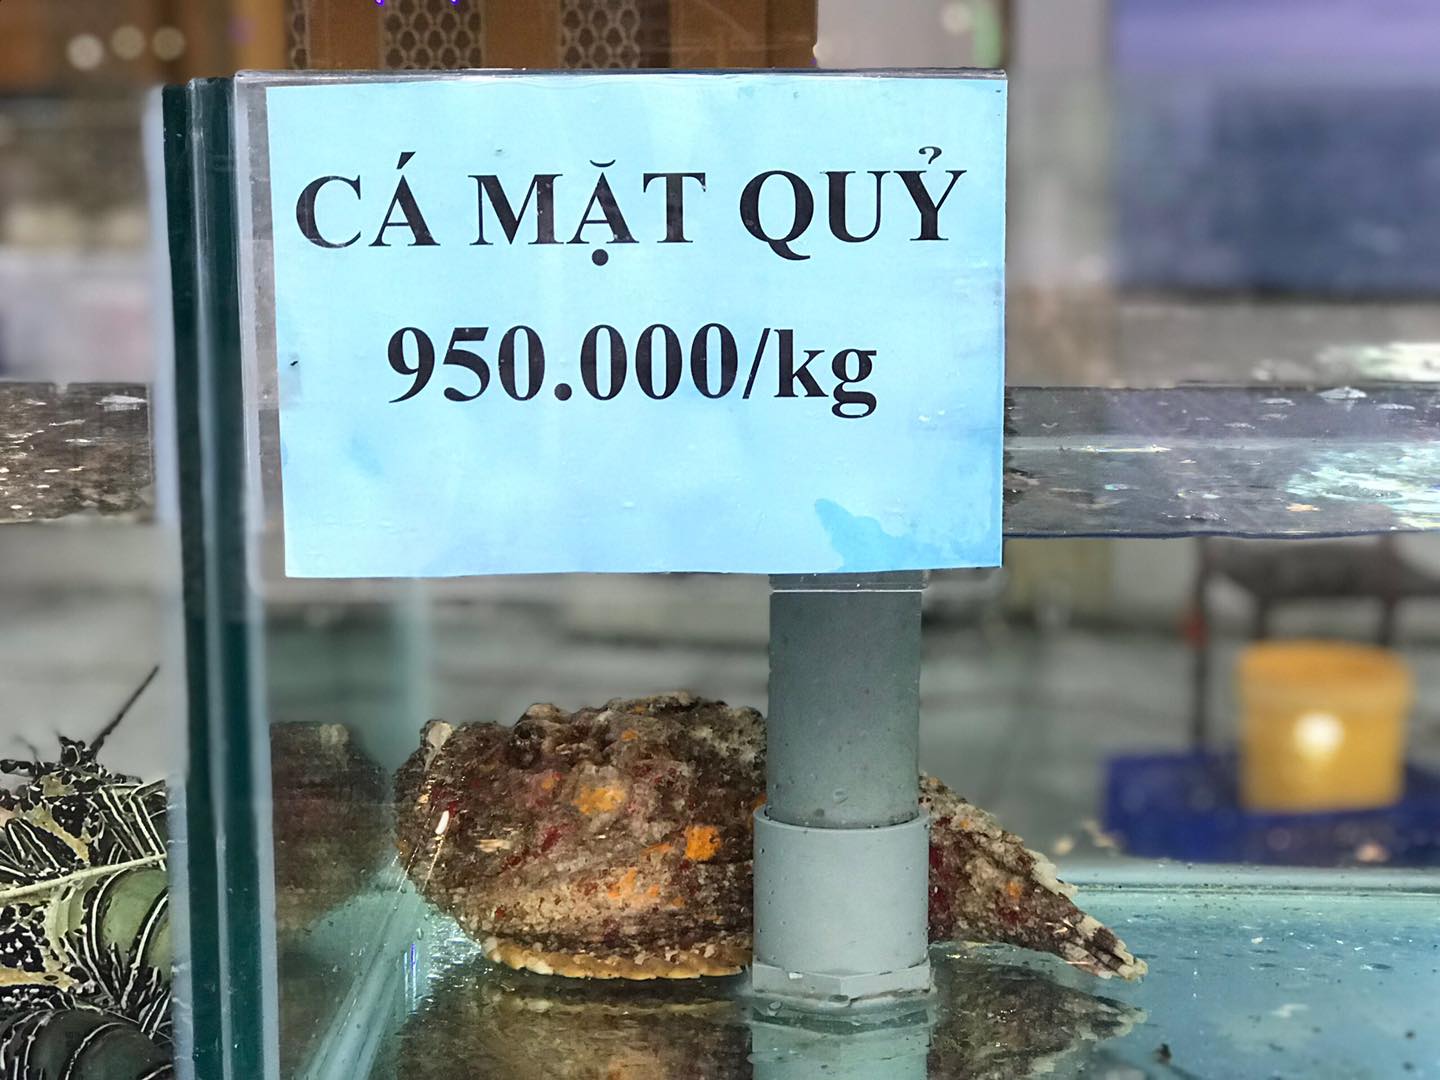 CÁ MẶT QUỶ
950.000/kg